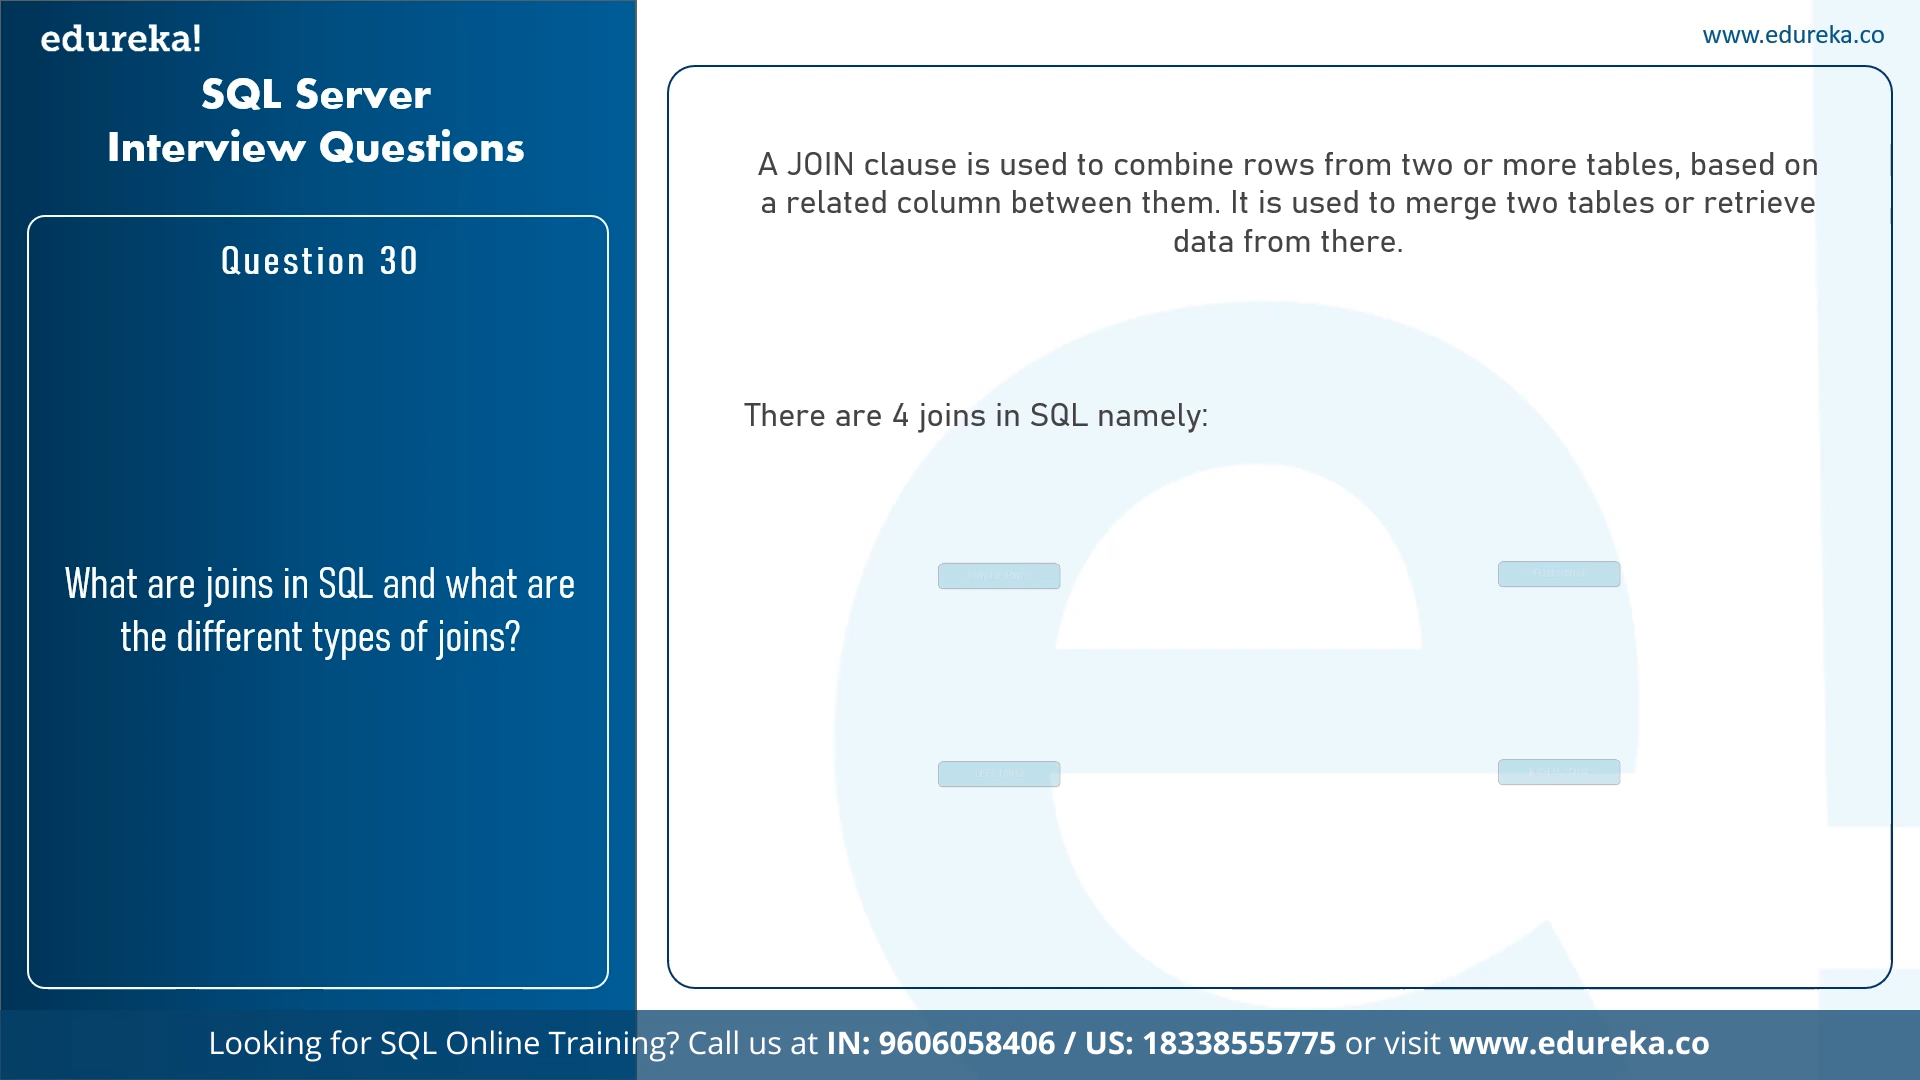 edureka!
www.edureka.co
SQL Server
Interview Questions
Question 30
What are joins in SQL and what are
the different types of joins?
A JOIN clause is used to combine rows from two or more tables, based on
a related column between them. It is used to merge two tables or retrieve
data from there.
There are 4 joins in SQL namely:
Looking for SQL Online Training? Call us at IN: 9606058406 / US: 18338555775 or visit www.edureka.co